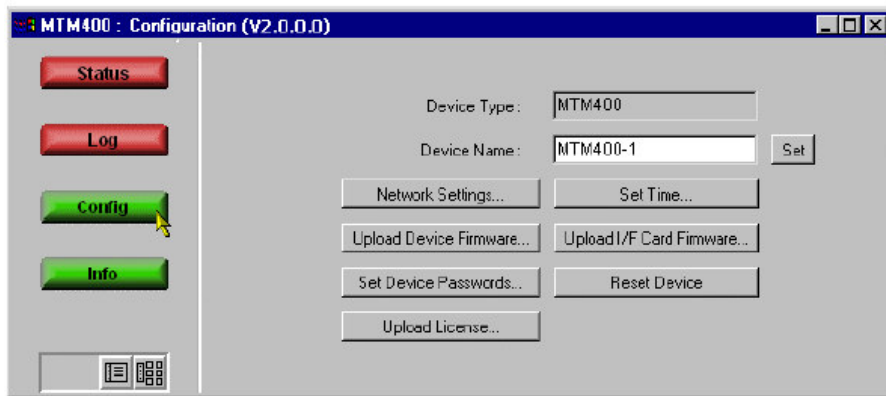 MTM400 : Configuration (V2.0.0.0)
Status
Log
Config
Info
Device Type:
MTM400
Device Name:
MTM400-1
Set
Network Settings...
Set Time...
Upload Device Firmware...
Upload I/F Card Firmware...
Set Device Passwords...
Reset Device
Upload License...